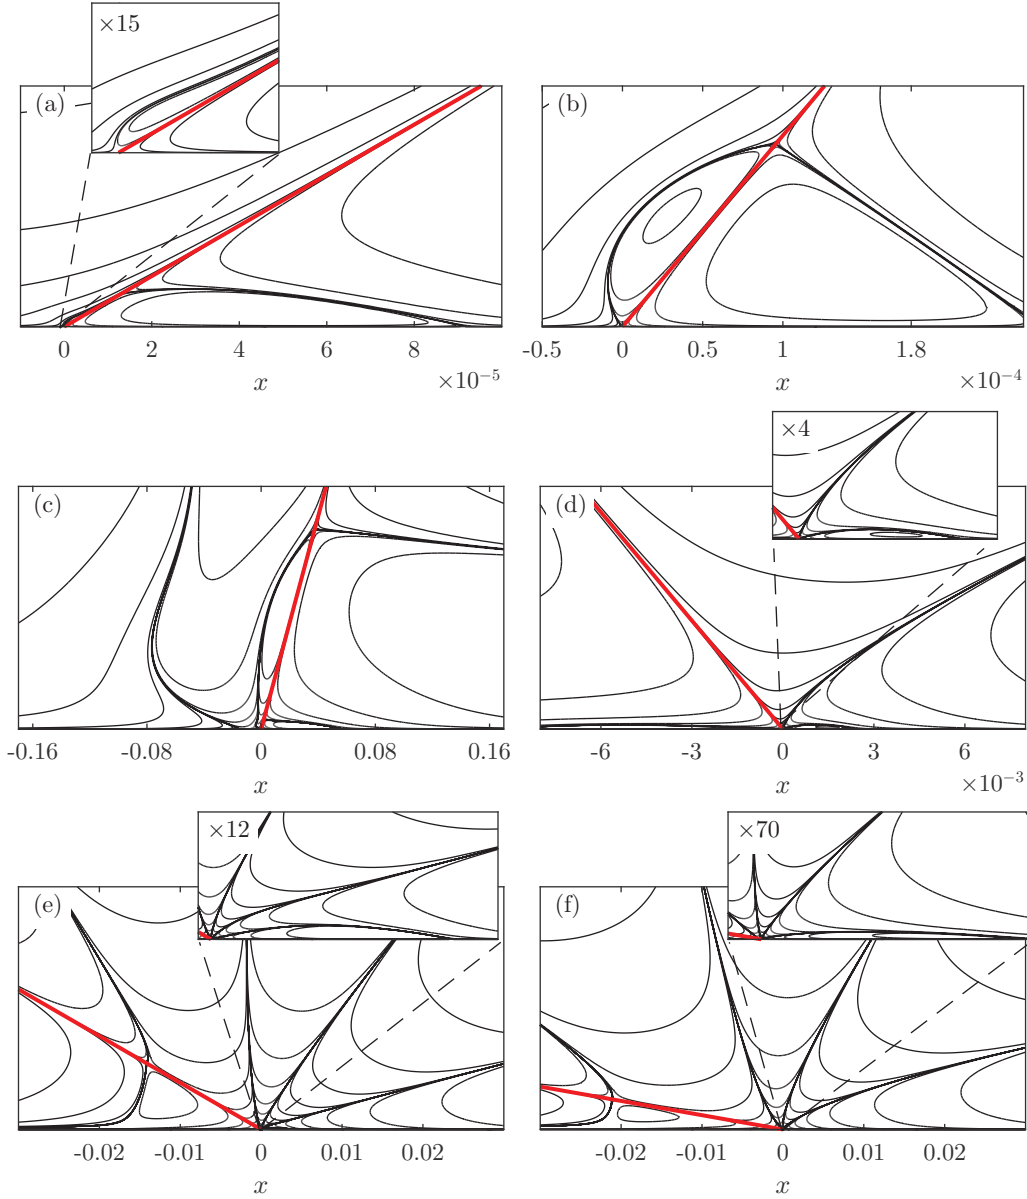 ×15
(a)
(b)
0 2 4 6 8
-0.5 0 0.5 1 1.8
×10⁻⁵
×10⁻⁴
x
x
×4
(c)
(d)
-0.16 -0.08 0 0.08 0.16
-6 -3 0 3 6
×10⁻³
x
x
×12
×70
(e)
(f)
-0.02 -0.01 0 0.01 0.02
-0.02 -0.01 0 0.01 0.02
x
x